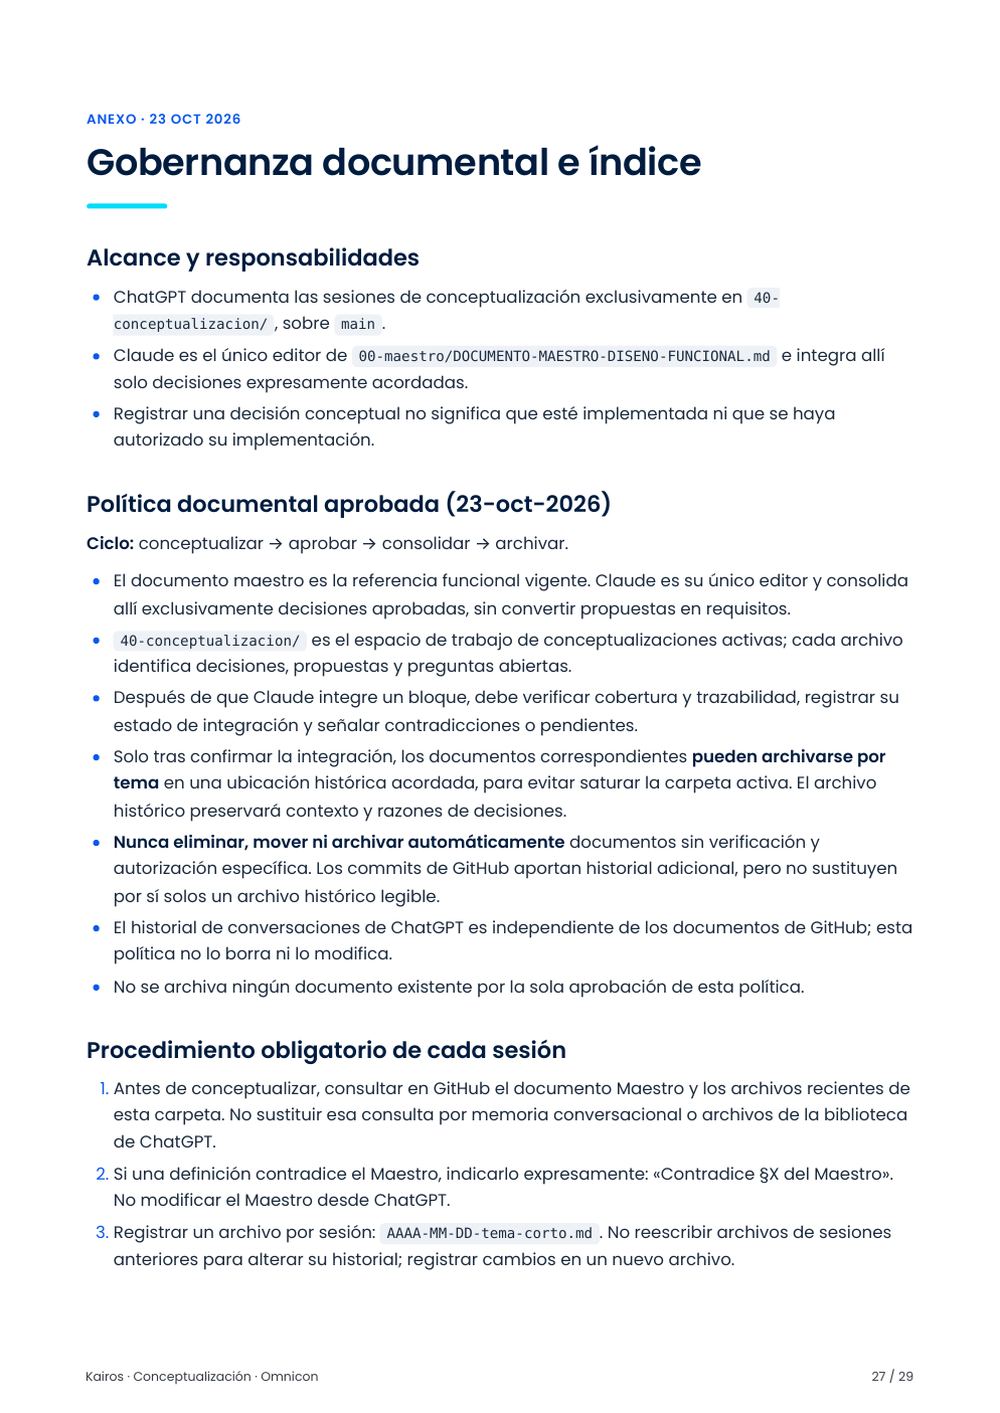 ANEXO · 23 OCT 2026
Gobernanza documental e índice
Alcance y responsabilidades
• ChatGPT documenta las sesiones de conceptualización exclusivamente en 40-
conceptualizacion/ , sobre main .
• Claude es el único editor de 00-maestro/DOCUMENTO-MAESTRO-DISENO-FUNCIONAL.md e integra allí
solo decisiones expresamente acordadas.
• Registrar una decisión conceptual no significa que esté implementada ni que se haya
autorizado su implementación.
Política documental aprobada (23-oct-2026)
Ciclo: conceptualizar → aprobar → consolidar → archivar.
• El documento maestro es la referencia funcional vigente. Claude es su único editor y consolida
allí exclusivamente decisiones aprobadas, sin convertir propuestas en requisitos.
• 40-conceptualizacion/ es el espacio de trabajo de conceptualizaciones activas; cada archivo
identifica decisiones, propuestas y preguntas abiertas.
• Después de que Claude integre un bloque, debe verificar cobertura y trazabilidad, registrar su
estado de integración y señalar contradicciones o pendientes.
• Solo tras confirmar la integración, los documentos correspondientes pueden archivarse por
tema en una ubicación histórica acordada, para evitar saturar la carpeta activa. El archivo
histórico preservará contexto y razones de decisiones.
• Nunca eliminar, mover ni archivar automáticamente documentos sin verificación y
autorización específica. Los commits de GitHub aportan historial adicional, pero no sustituyen
por sí solos un archivo histórico legible.
• El historial de conversaciones de ChatGPT es independiente de los documentos de GitHub; esta
política no lo borra ni lo modifica.
• No se archiva ningún documento existente por la sola aprobación de esta política.
Procedimiento obligatorio de cada sesión
1. Antes de conceptualizar, consultar en GitHub el documento Maestro y los archivos recientes de
esta carpeta. No sustituir esa consulta por memoria conversacional o archivos de la biblioteca
de ChatGPT.
2. Si una definición contradice el Maestro, indicarlo expresamente: «Contradice §X del Maestro».
No modificar el Maestro desde ChatGPT.
3. Registrar un archivo por sesión: AAAA-MM-DD-tema-corto.md . No reescribir archivos de sesiones
anteriores para alterar su historial; registrar cambios en un nuevo archivo.
Kairos · Conceptualización · Omnicon
27 / 29